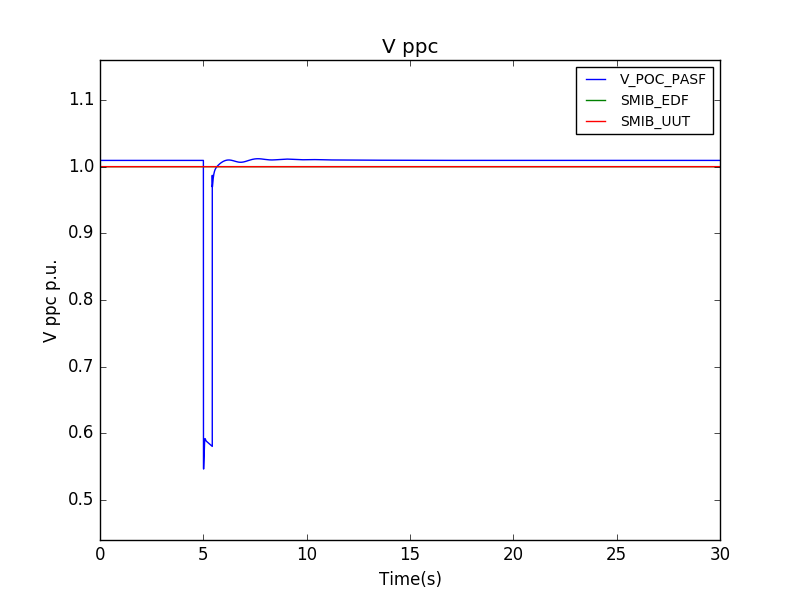 V ppc
V_POC_PASF
SMIB_EDF
SMIB_UUT
V ppc p.u.
1.1
1.0
0.9
0.8
0.7
0.6
0.5
0 5 10 15 20 25 30
Time(s)